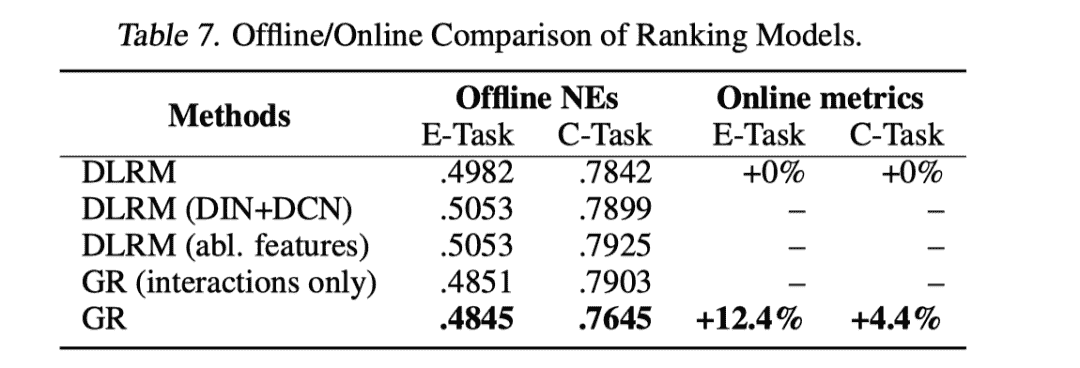 Table 7. Offline/Online Comparison of Ranking Models.
Methods Offline NEs Online metrics
E-Task C-Task E-Task C-Task
DLRM .4982 .7842 +0% +0%
DLRM (DIN+DCN) .5053 .7899 – –
DLRM (abl. features) .5053 .7925 – –
GR (interactions only) .4851 .7903 – –
GR .4845 .7645 +12.4% +4.4%